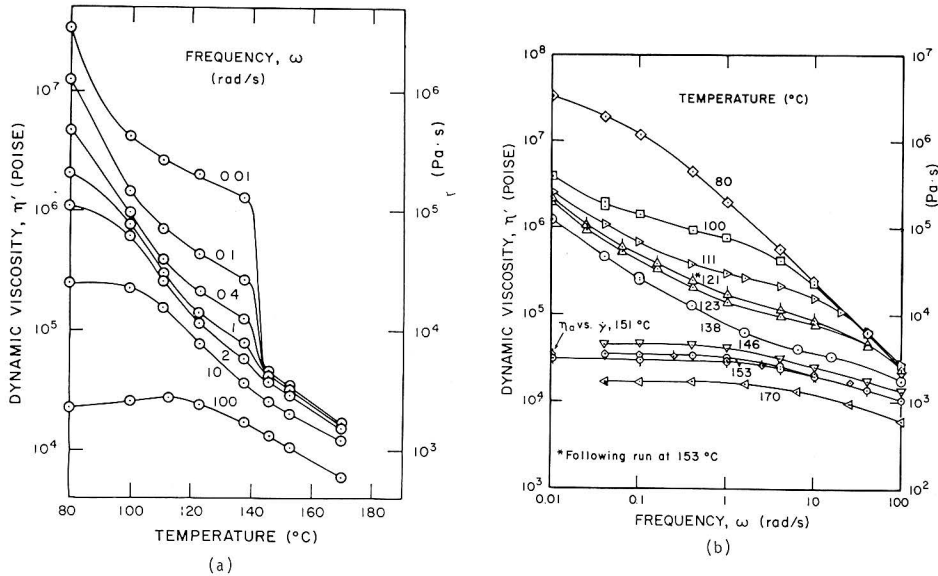 FREQUENCY, ω
(rad/s)
0.01
0.1
0.4
1
2
10
100
10⁷
10⁶
10⁵
10⁴
10⁶
10⁵
10⁴
10³
DYNAMIC VISCOSITY, η′ (POISE)
(Pa·s)
80 100 120 140 160 180
TEMPERATURE (°C)
(a)
10⁸
10⁷
10⁶
10⁵
10⁴
10³
10⁷
10⁶
10⁵
10⁴
10³
10²
DYNAMIC VISCOSITY, η′ (POISE)
(Pa·s)
TEMPERATURE (°C)
80
100
111
*121
123
138
ηa vs. γ̇, 151 °C
146
153
170
*Following run at 153 °C
0.01 0.1 1 10 100
FREQUENCY, ω (rad/s)
(b)